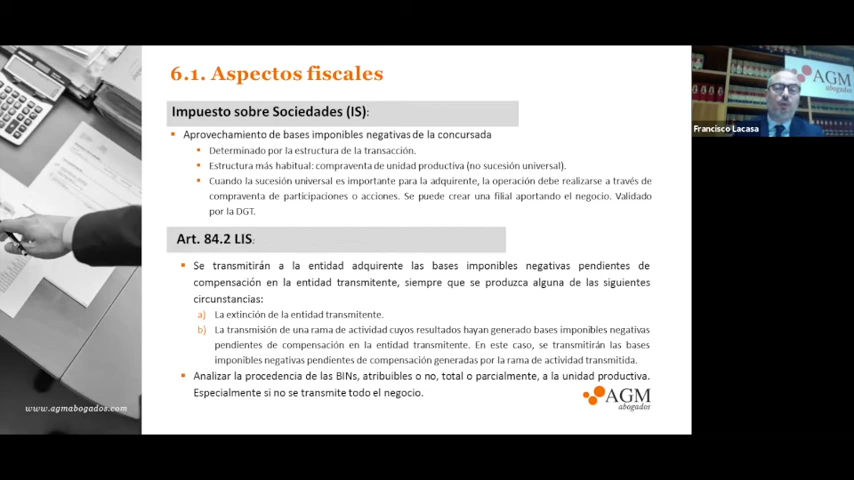 6.1. Aspectos fiscales
Impuesto sobre Sociedades (IS):
Aprovechamiento de bases imponibles negativas de la concursada
Determinado por la estructura de la transacción.
Estructura más habitual: compraventa de unidad productiva (no sucesión universal).
Cuando la sucesión universal es importante para la adquirente, la operación debe realizarse a través de
compraventa de participaciones o acciones. Se puede crear una filial aportando el negocio. Validado
por la DGT.
Art. 84.2 LIS:
Se transmitirán a la entidad adquirente las bases imponibles negativas pendientes de
compensación en la entidad transmitente, siempre que se produzca alguna de las siguientes
circunstancias:
a) La extinción de la entidad transmitente.
b) La transmisión de una rama de actividad cuyos resultados hayan generado bases imponibles negativas
pendientes de compensación en la entidad transmitente. En este caso, se transmitirán las bases
imponibles negativas pendientes de compensación generadas por la rama de actividad transmitida.
Analizar la procedencia de las BINs, atribuibles o no, total o parcialmente, a la unidad productiva.
Especialmente si no se transmite todo el negocio.
AGM
abogados
www.agmabogados.com
AGM
abogados
Francisco Lacasa